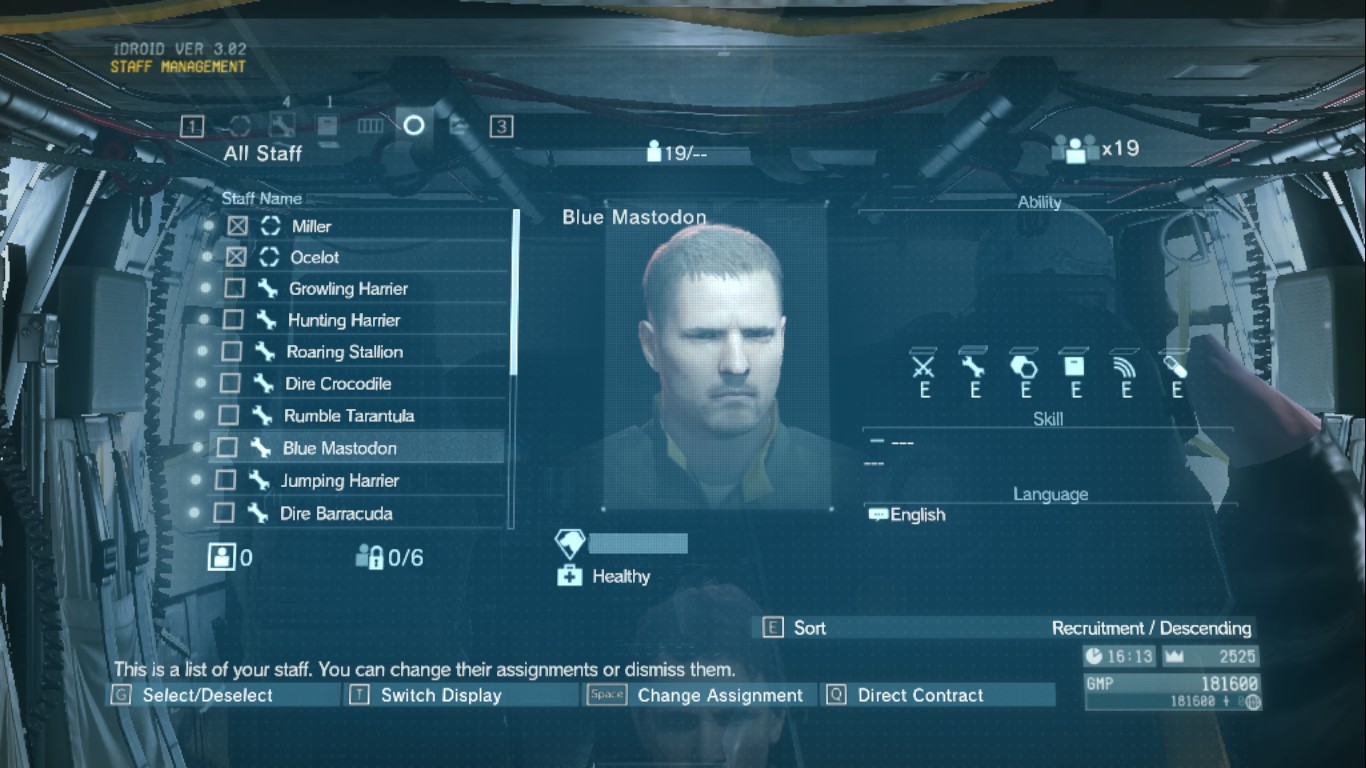 iDROID VER 3.02
STAFF MANAGEMENT
4 1
1 3
All Staff
19/--
x19
Staff Name
Miller
Ocelot
Growling Harrier
Hunting Harrier
Roaring Stallion
Dire Crocodile
Rumble Tarantula
Blue Mastodon
Jumping Harrier
Dire Barracuda
0
0/6
Blue Mastodon
Healthy
Ability
E E E E E E
Skill
– ---
---
Language
English
E Sort
Recruitment / Descending
This is a list of your staff. You can change their assignments or dismiss them.
G Select/Deselect T Switch Display Space Change Assignment Q Direct Contract
16:13 2525
GMP 181600
181600 +